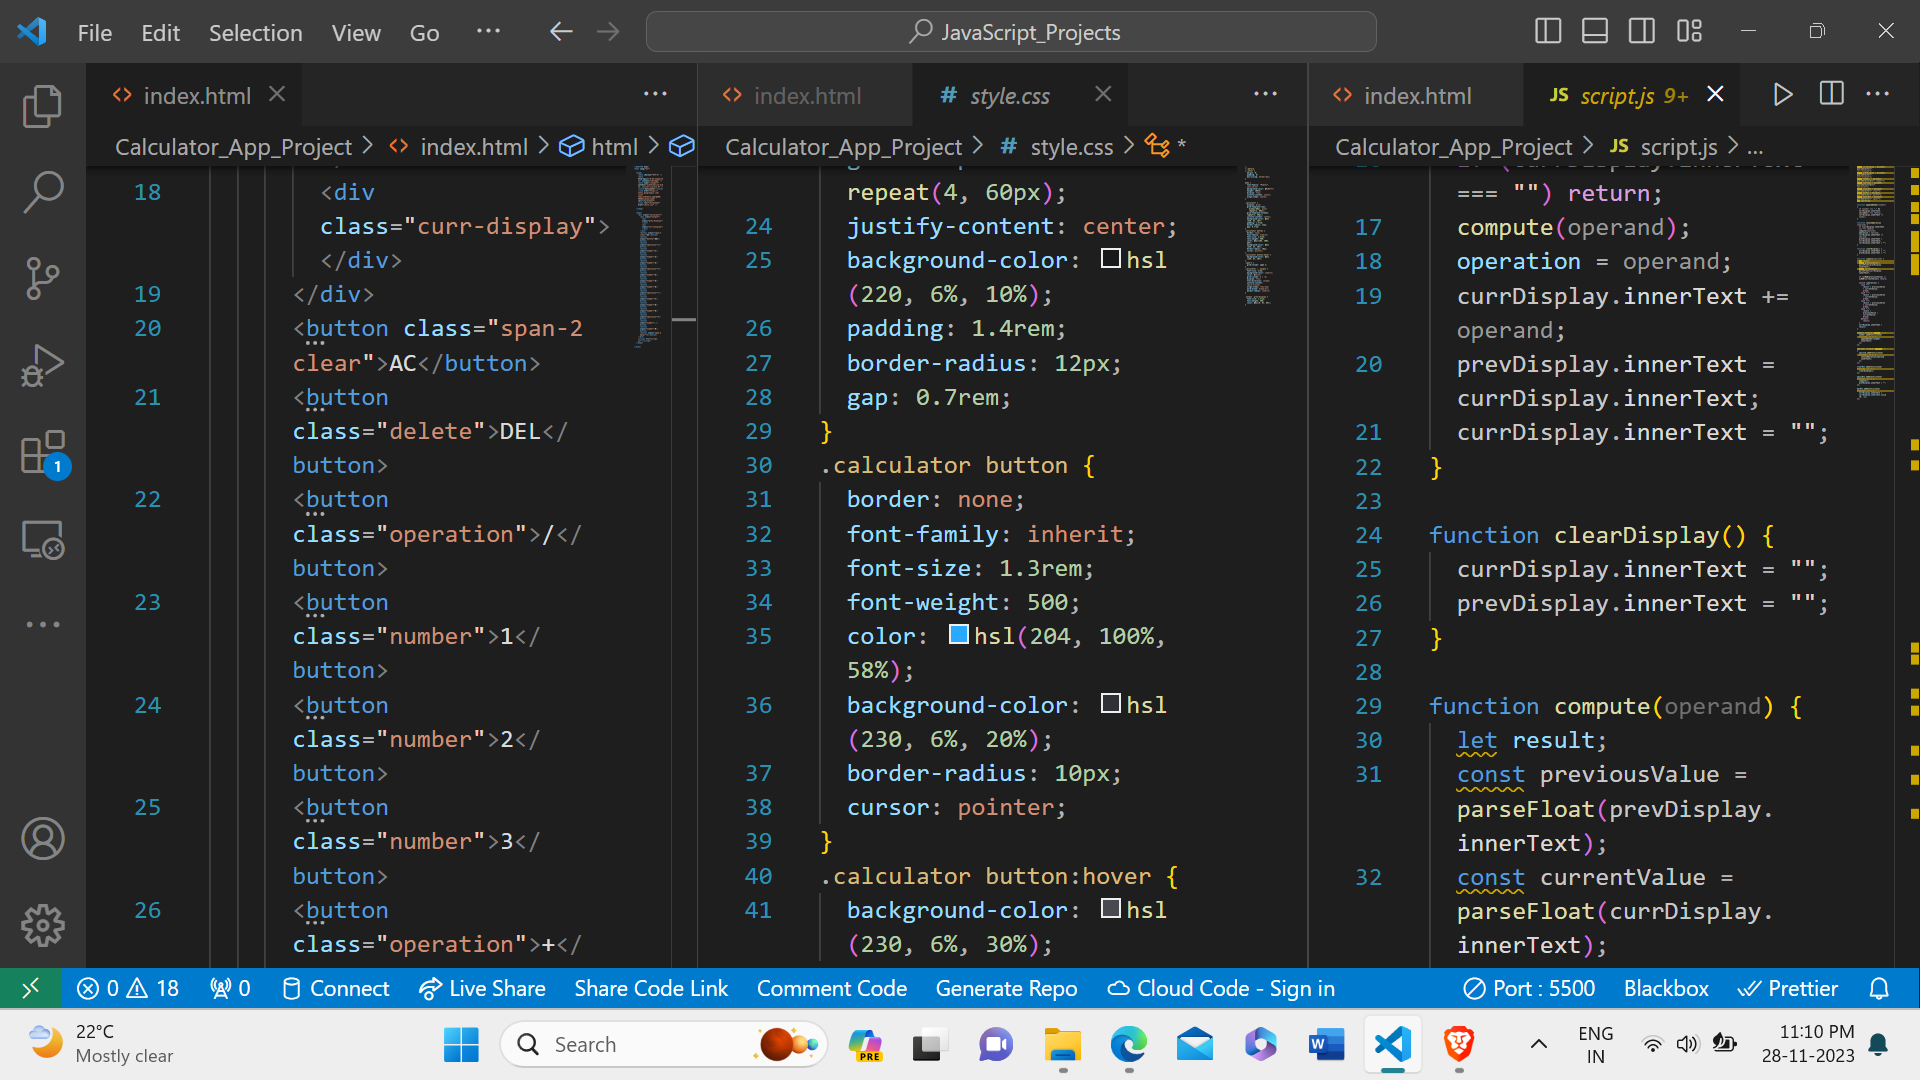 File Edit Selection View Go ··· JavaScript_Projects
index.html
index.html style.css
index.html JS script.js 9+
Calculator_App_Project > index.html > html >
18 <div
class="curr-display">
</div>
19 </div>
20 <button class="span-2
clear">AC</button>
21 <button
class="delete">DEL</
button>
22 <button
class="operation">/</
button>
23 <button
class="number">1</
button>
24 <button
class="number">2</
button>
25 <button
class="number">3</
button>
26 <button
class="operation">+</
Calculator_App_Project > # style.css > *
repeat(4, 60px);
24 justify-content: center;
25 background-color: hsl
(220, 6%, 10%);
26 padding: 1.4rem;
27 border-radius: 12px;
28 gap: 0.7rem;
29 }
30 .calculator button {
31 border: none;
32 font-family: inherit;
33 font-size: 1.3rem;
34 font-weight: 500;
35 color: hsl(204, 100%,
58%);
36 background-color: hsl
(230, 6%, 20%);
37 border-radius: 10px;
38 cursor: pointer;
39 }
40 .calculator button:hover {
41 background-color: hsl
(230, 6%, 30%);
Calculator_App_Project > JS script.js > ...
=== "") return;
17 compute(operand);
18 operation = operand;
19 currDisplay.innerText +=
operand;
20 prevDisplay.innerText =
currDisplay.innerText;
21 currDisplay.innerText = "";
22 }
23
24 function clearDisplay() {
25 currDisplay.innerText = "";
26 prevDisplay.innerText = "";
27 }
28
29 function compute(operand) {
30 let result;
31 const previousValue =
parseFloat(prevDisplay.
innerText);
32 const currentValue =
parseFloat(currDisplay.
innerText);
1
0 18 0 Connect Live Share Share Code Link Comment Code Generate Repo Cloud Code - Sign in Port : 5500 Blackbox Prettier
22°C
Mostly clear
Search
PRE
ENG
IN
11:10 PM
28-11-2023